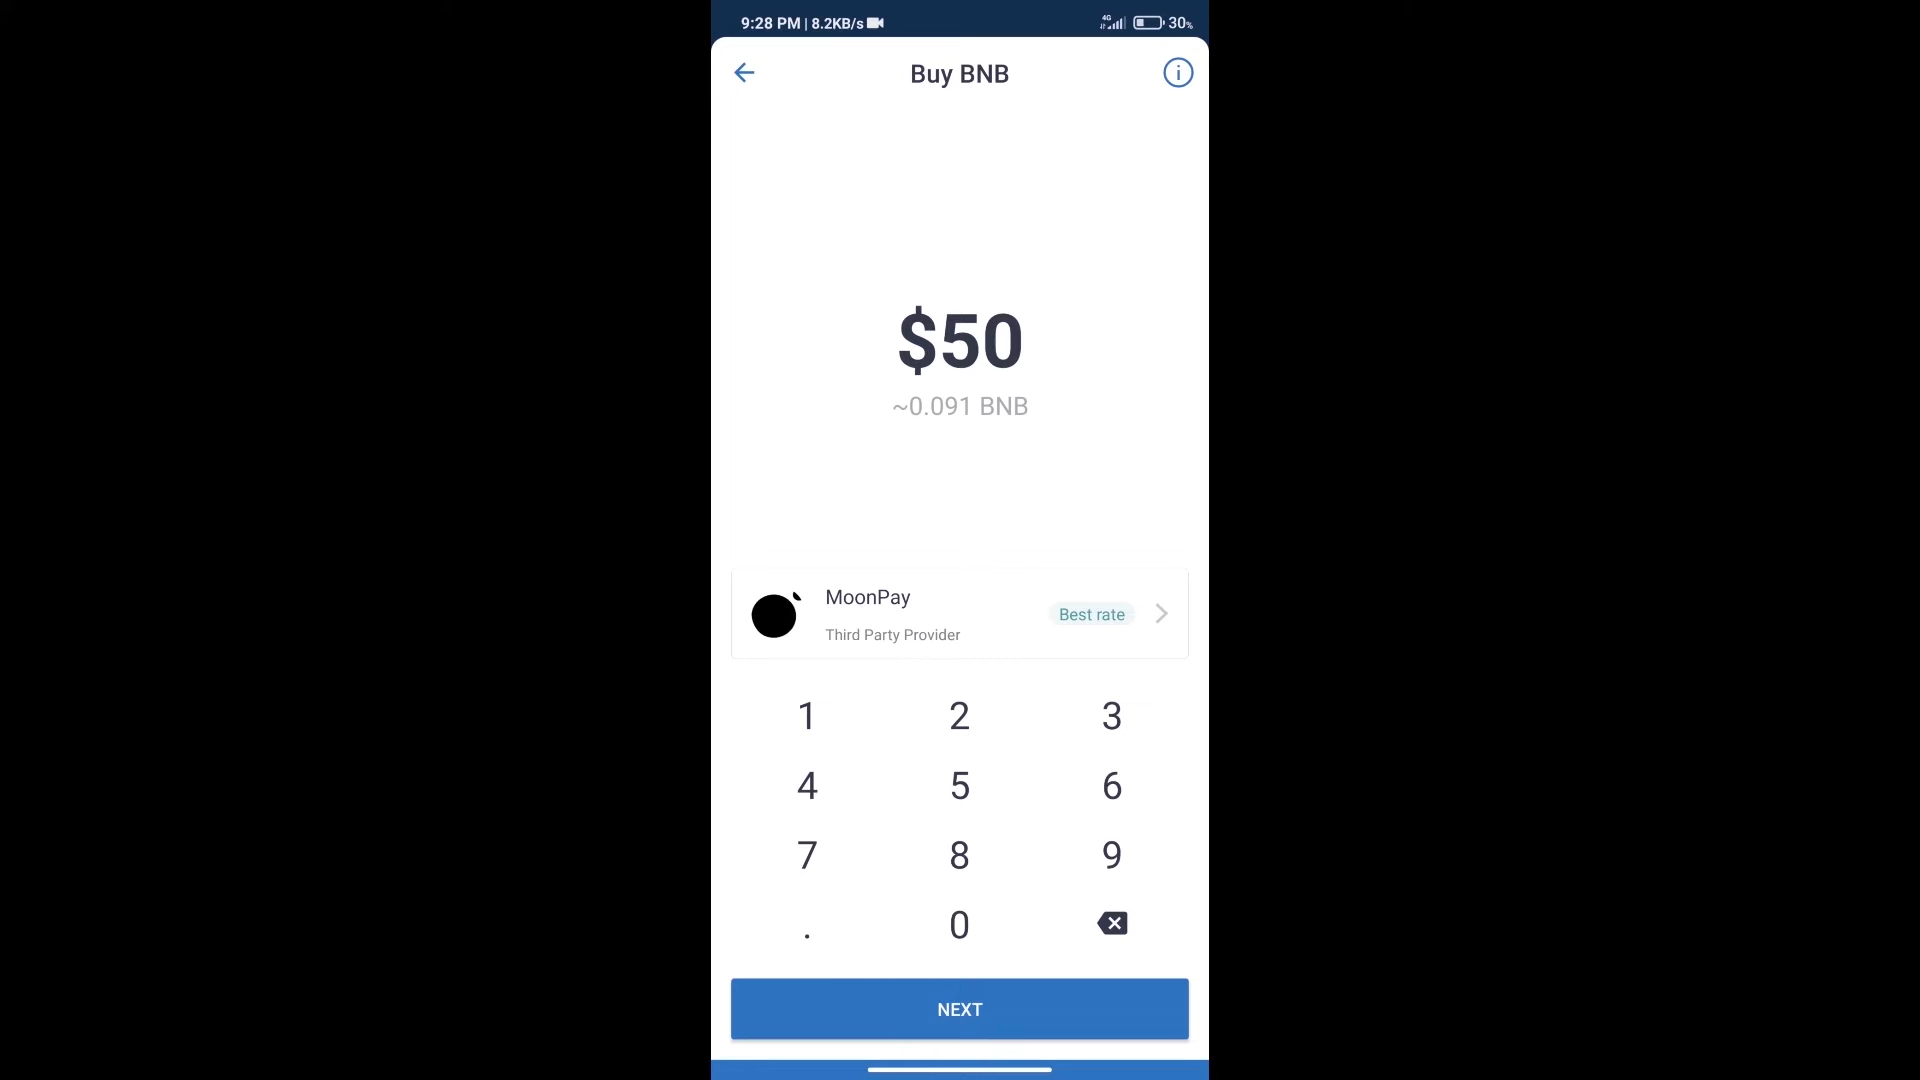 9:28 PM | 8.2KB/s 4G 30%
Buy BNB
$50
~0.091 BNB
MoonPay
Best rate
Third Party Provider
1 2 3
4 5 6
7 8 9
. 0
NEXT